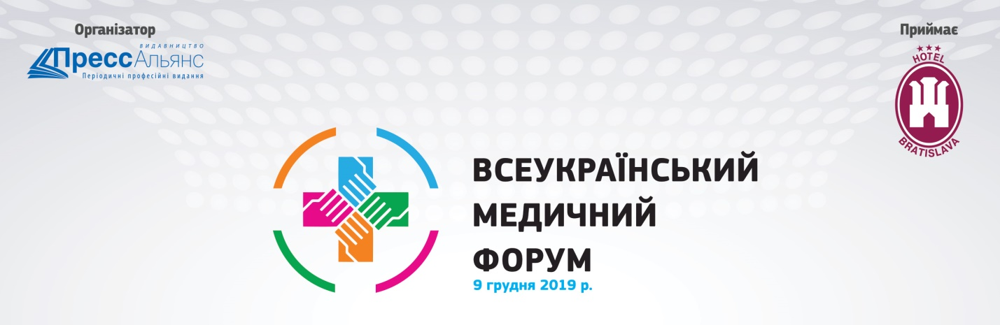 Організатор
ВИДАВНИЦТВО
ПрессАльянс
Періодичні професійні видання
Приймає
HOTEL
BRATISLAVA
ВСЕУКРАЇНСЬКИЙ
МЕДИЧНИЙ
ФОРУМ
9 грудня 2019 р.